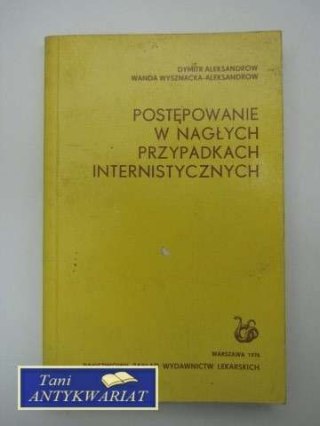 DYMITR ALEKSANDROW
WANDA WYSZNACKA-ALEKSANDROW
POSTĘPOWANIE
W NAGŁYCH
PRZYPADKACH
INTERNISTYCZNYCH
WARSZAWA 1976
WYDAWNICTW LEKARSKICH
Tani
ANTYKWARIAT